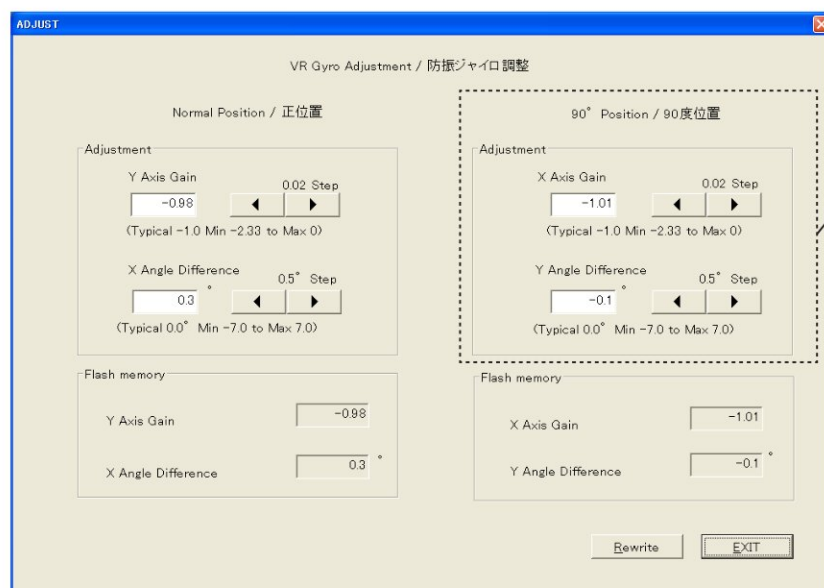 ADJUST
VR Gyro Adjustment / 防振ジャイロ調整
Normal Position / 正位置
Adjustment
Y Axis Gain
0.02 Step
-0.98
(Typical -1.0 Min -2.33 to Max 0)
X Angle Difference
0.5° Step
0.3 °
(Typical 0.0° Min -7.0 to Max 7.0)
Flash memory
Y Axis Gain -0.98
X Angle Difference 0.3 °
90° Position / 90度位置
Adjustment
X Axis Gain
0.02 Step
-1.01
(Typical -1.0 Min -2.33 to Max 0)
Y Angle Difference
0.5° Step
-0.1 °
(Typical 0.0° Min -7.0 to Max 7.0)
Flash memory
X Axis Gain -1.01
Y Angle Difference -0.1 °
Rewrite EXIT